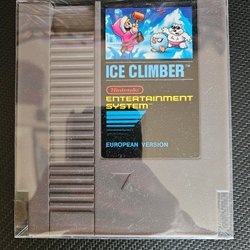 ICE CLIMBER
Nintendo
ENTERTAINMENT
SYSTEM
EUROPEAN VERSION